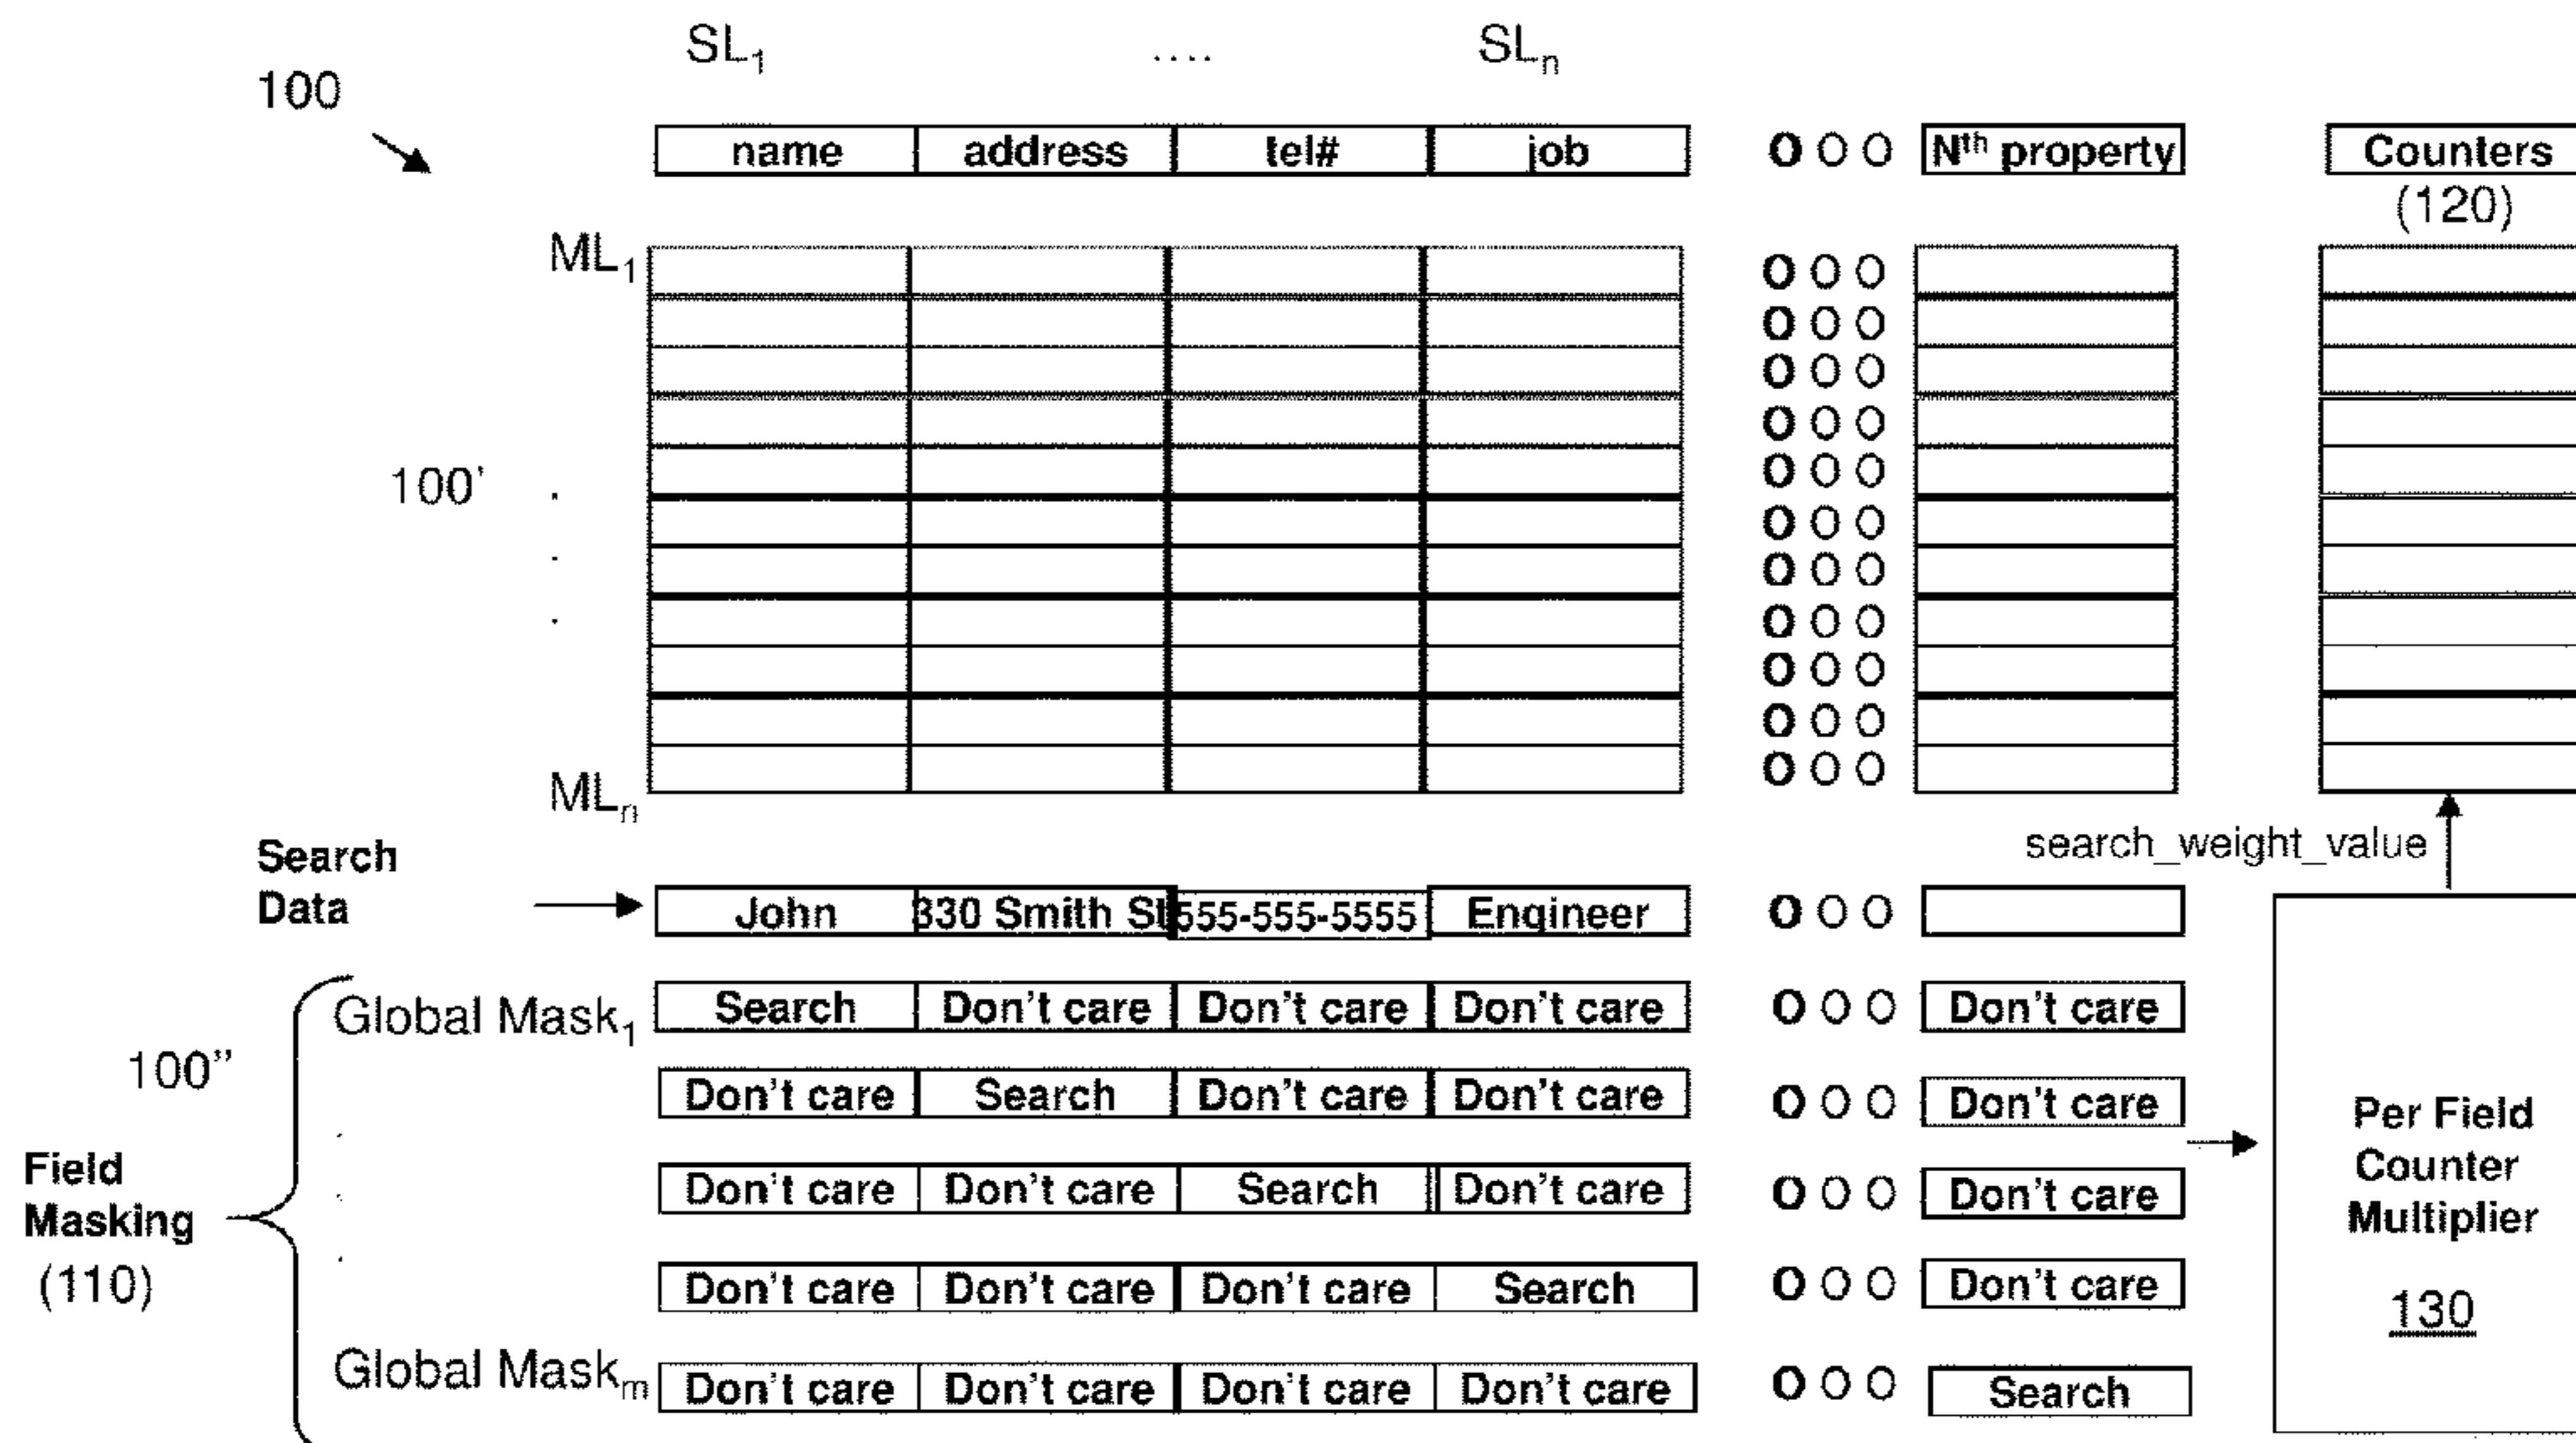 SL1 .... SLn
100
name address tel# job O O O Nth property Counters
(120)
ML1
O O O
O O O
O O O
O O O
100' O O O
O O O
O O O
O O O
O O O
O O O
O O O
MLn
search_weight_value
Search
Data
John 330 Smith St 555-555-5555 Engineer O O O
Global Mask1 Search Don't care Don't care Don't care O O O Don't care
100"
Don't care Search Don't care Don't care O O O Don't care
Field
Masking
(110)
Don't care Don't care Search Don't care O O O Don't care
Don't care Don't care Don't care Search O O O Don't care
Global Maskm Don't care Don't care Don't care Don't care O O O Search
Per Field
Counter
Multiplier
130